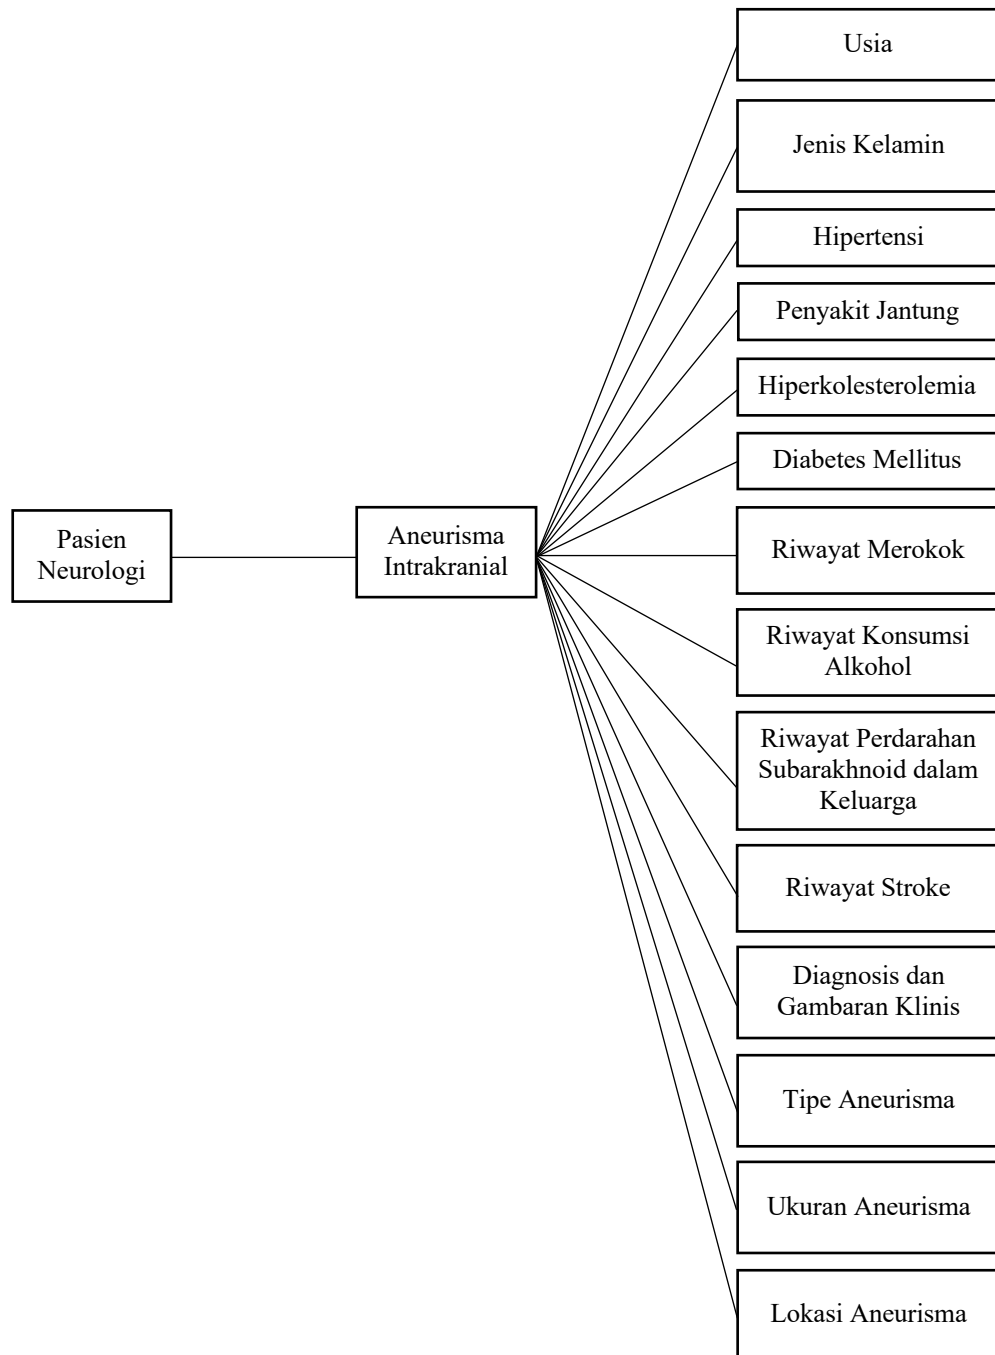 Pasien
Neurologi
Aneurisma
Intrakranial
Usia
Jenis Kelamin
Hipertensi
Penyakit Jantung
Hiperkolesterolemia
Diabetes Mellitus
Riwayat Merokok
Riwayat Konsumsi
Alkohol
Riwayat Perdarahan
Subarakhnoid dalam
Keluarga
Riwayat Stroke
Diagnosis dan
Gambaran Klinis
Tipe Aneurisma
Ukuran Aneurisma
Lokasi Aneurisma